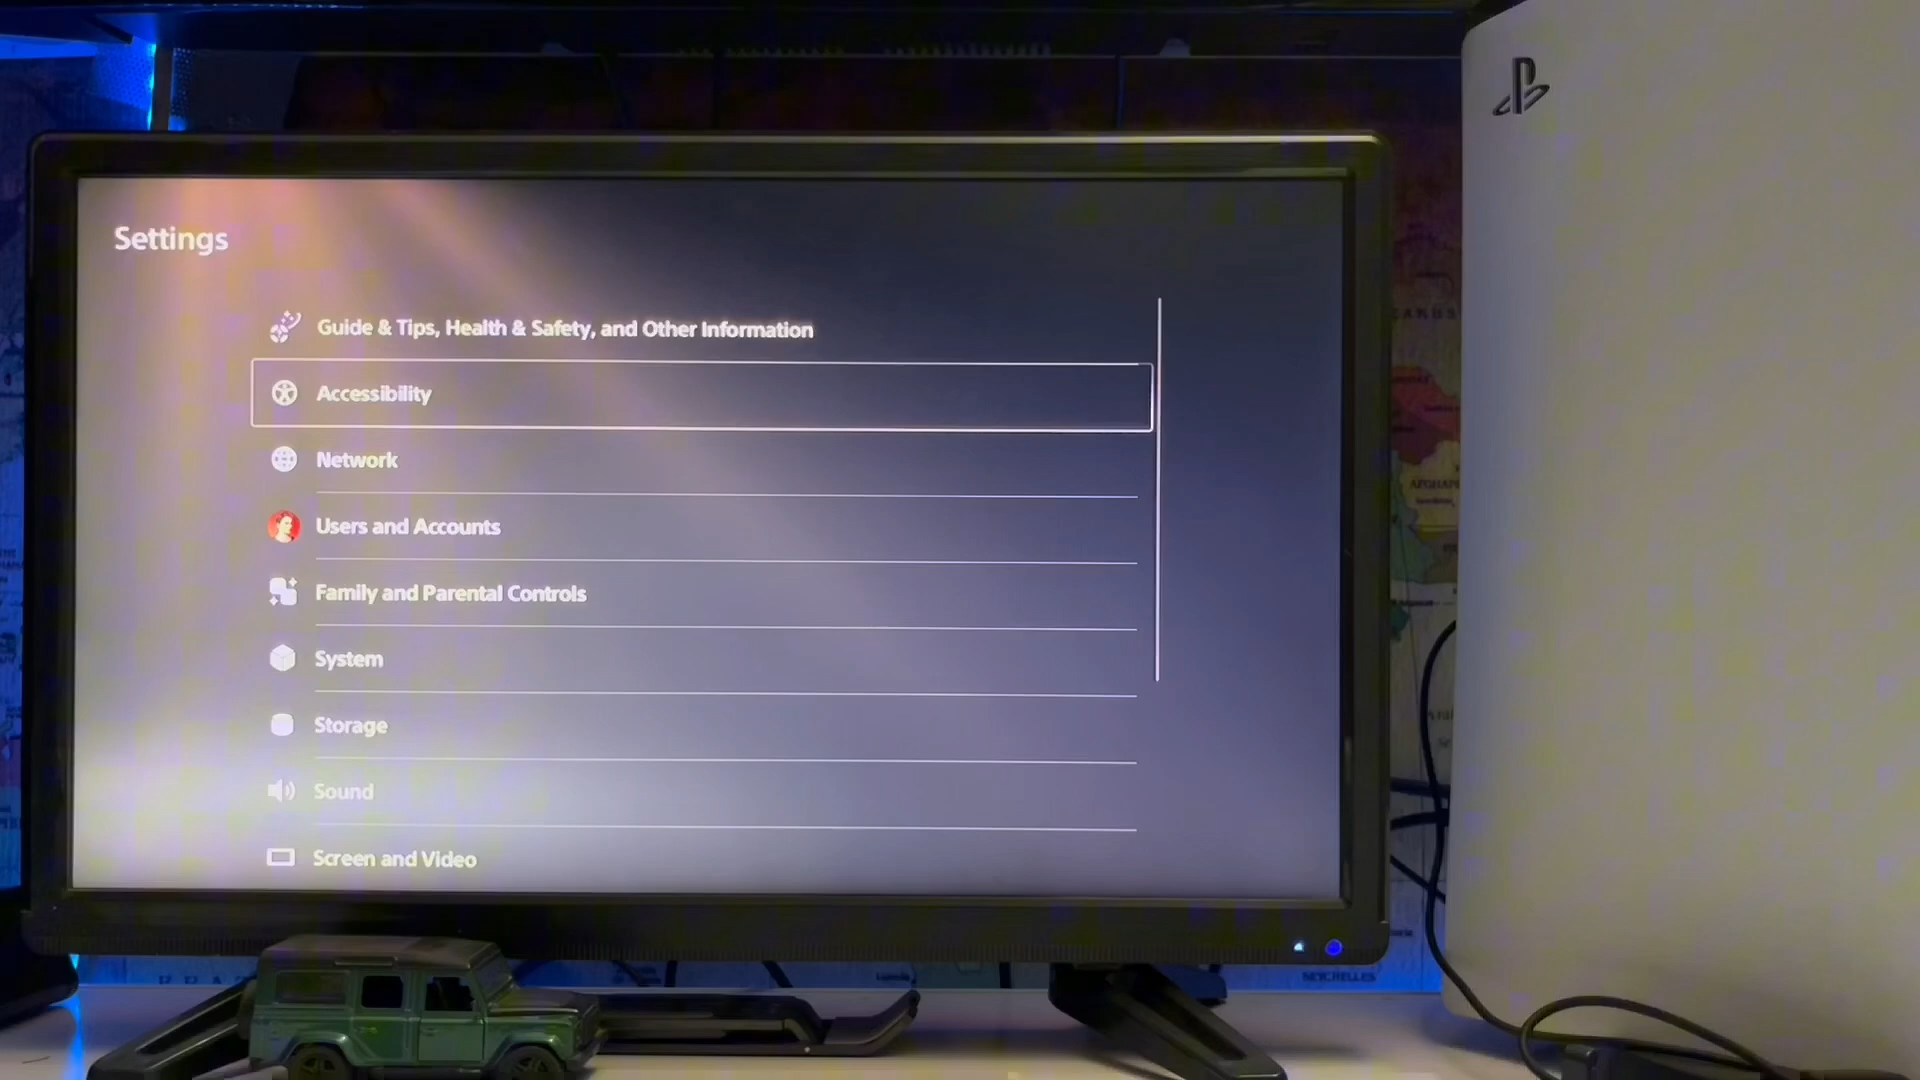 Settings
Guide & Tips, Health & Safety, and Other Information
Accessibility
Network
Users and Accounts
Family and Parental Controls
System
Storage
Sound
Screen and Video
SEYCHELLES